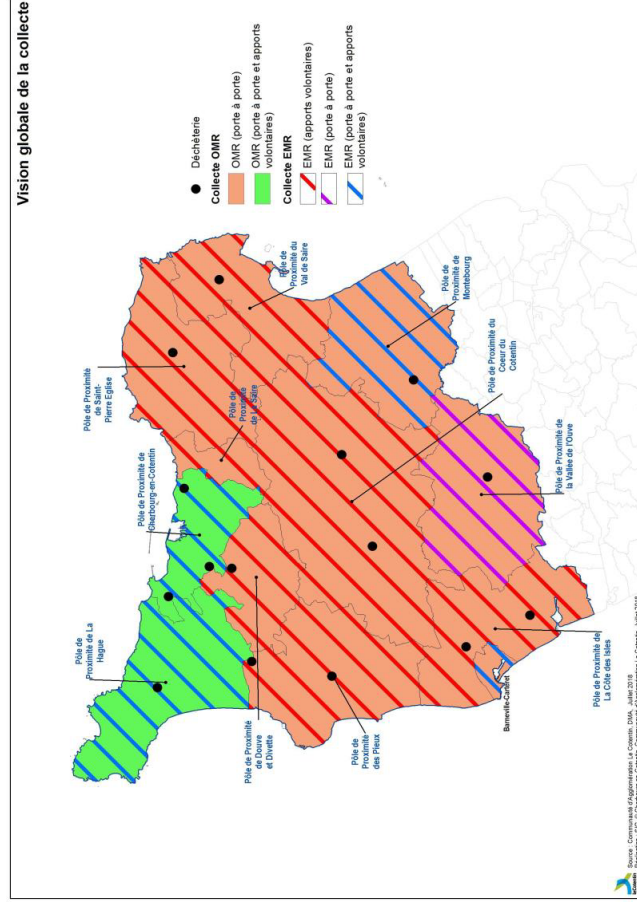 Vision globale de la collecte
Déchèterie
Collecte OMR
OMR (porte à porte)
OMR (porte à porte et apports
volontaires)
Collecte EMR
EMR (apports volontaires)
EMR (porte à porte)
EMR (porte à porte et apports
volontaires)
Pôle de Proximité
de Saint-
Pierre Eglise
Pôle de
Proximité du
Val de Saire
Pôle de
Proximité
de La Saire
Pôle de Proximité de
Cherbourg-en-Cotentin
Pôle de
Proximité de La
Hague
Pôle de
Proximité de
Montebourg
Pôle de Proximité du
Coeur du
Cotentin
Pôle de Proximité
de Douve
et Divette
Pôle de
Proximité
des Pieux
Pôle de Proximité de
la Vallée de l'Ouve
Barneville-Carteret
Pôle de Proximité de
La Côte des Isles
Source : Communauté d'Agglomération Le Cotentin, DMA, Juillet 2018